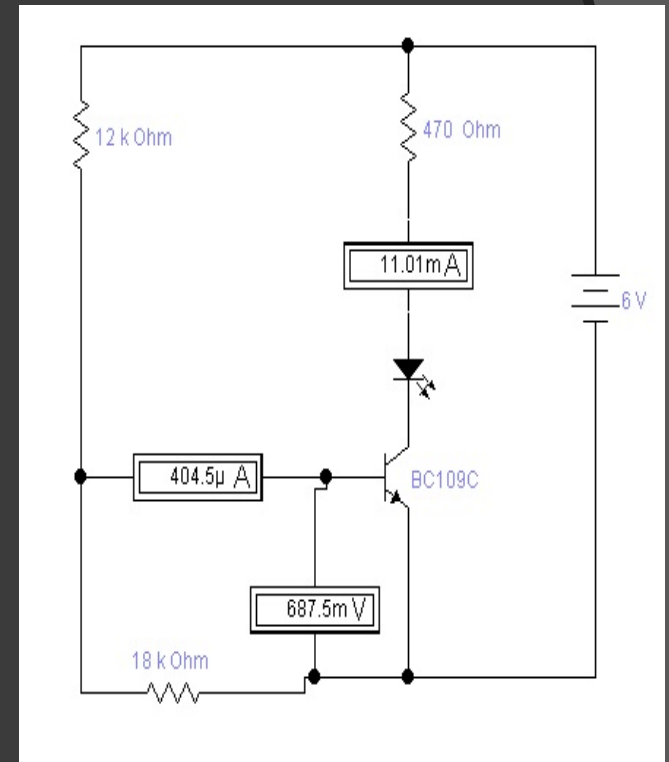 12 k Ohm
470 Ohm
11.01m A
6 V
404.5µ A
BC109C
687.5m V
18 k Ohm